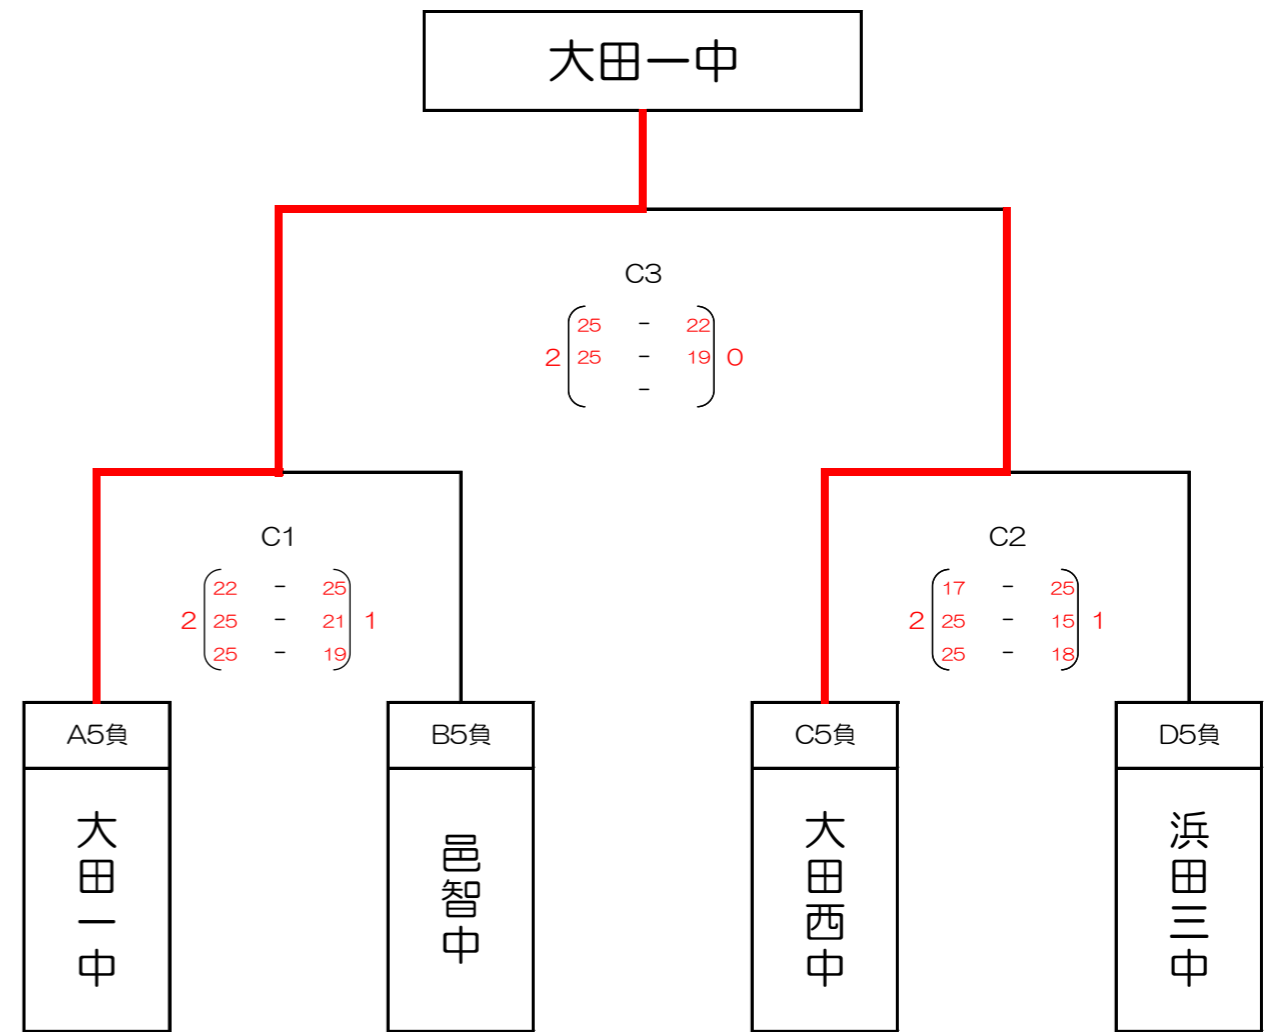 大田一中
C3
25 - 22
2 25 - 19 0
-
C1
22 - 25
2 25 - 21 1
25 - 19
C2
17 - 25
2 25 - 15 1
25 - 18
A5負
B5負
C5負
D5負
大田一中
邑智中
大田西中
浜田三中